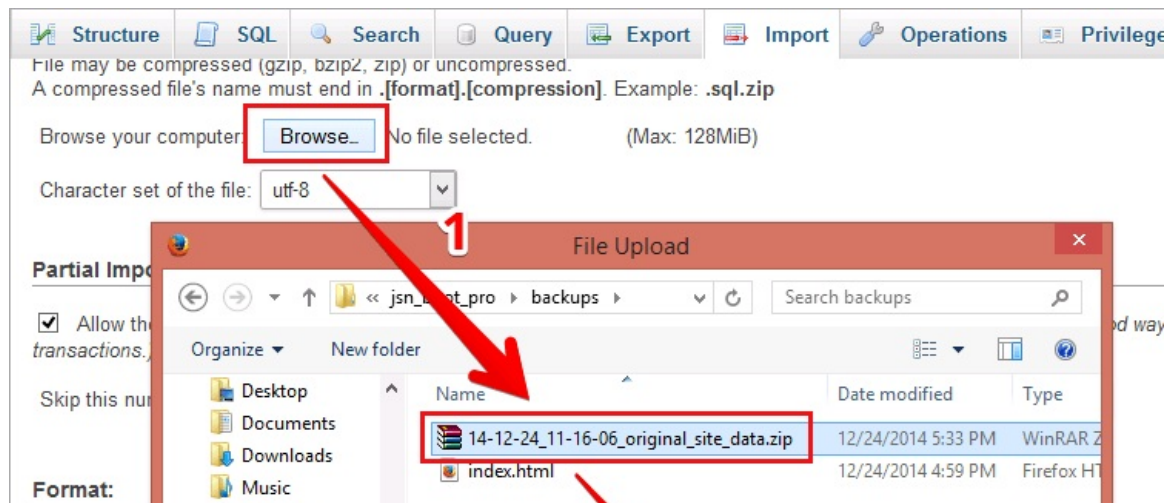 Structure SQL Search Query Export Import Operations Privilege
File may be compressed (gzip, bzip2, zip) or uncompressed.
A compressed file's name must end in .[format].[compression]. Example: .sql.zip
Browse your computer: Browse... No file selected. (Max: 128MiB)
Character set of the file: utf-8
1
File Upload
Partial Impo
« jsn_b ot_pro backups Search backups
Allow the od way
transactions.)
Organize New folder
Skip this nu
Desktop Name Date modified Type
Documents 14-12-24_11-16-06_original_site_data.zip 12/24/2014 5:33 PM WinRAR Z
Downloads index.html 12/24/2014 4:59 PM Firefox HT
Music
Format: